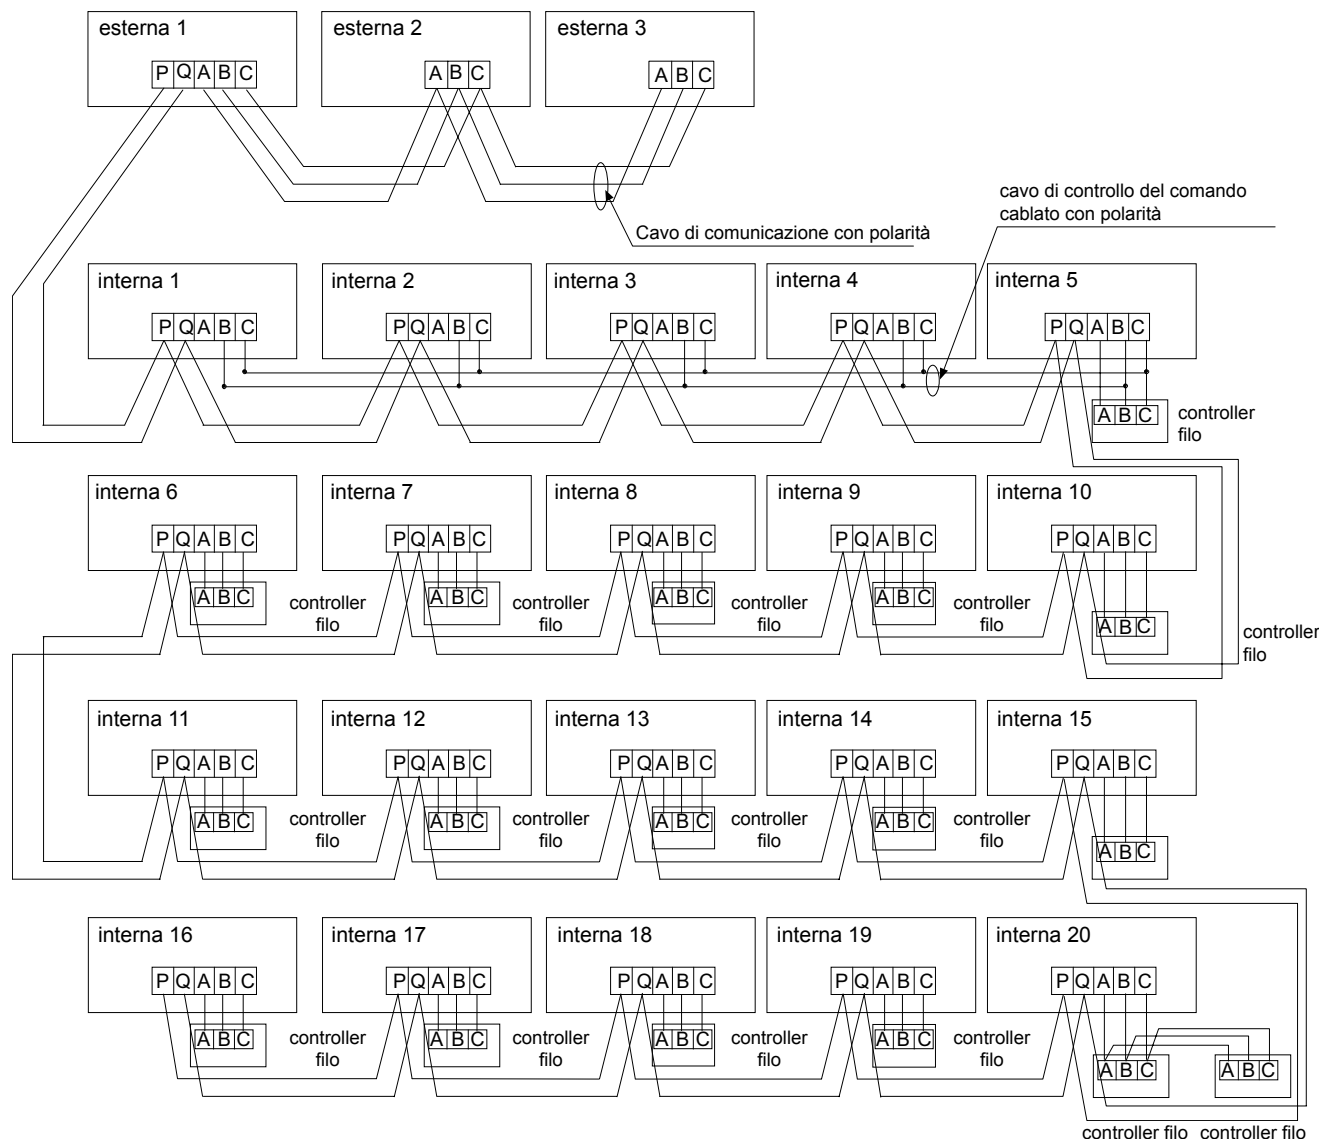 esterna 1
esterna 2
esterna 3
P Q A B C
A B C
A B C
cavo di controllo del comando
cablato con polarità
Cavo di comunicazione con polarità
interna 1
interna 2
interna 3
interna 4
interna 5
P Q A B C
P Q A B C
P Q A B C
P Q A B C
P Q A B C
A B C
controller
filo
interna 6
interna 7
interna 8
interna 9
interna 10
P Q A B C
P Q A B C
P Q A B C
P Q A B C
P Q A B C
A B C
controller
filo
A B C
controller
filo
A B C
controller
filo
A B C
controller
filo
A B C
controller
filo
interna 11
interna 12
interna 13
interna 14
interna 15
P Q A B C
P Q A B C
P Q A B C
P Q A B C
P Q A B C
A B C
controller
filo
A B C
controller
filo
A B C
controller
filo
A B C
controller
filo
A B C
interna 16
interna 17
interna 18
interna 19
interna 20
P Q A B C
P Q A B C
P Q A B C
P Q A B C
P Q A B C
A B C
controller
filo
A B C
controller
filo
A B C
controller
filo
A B C
controller
filo
A B C
A B C
controller filo
controller filo